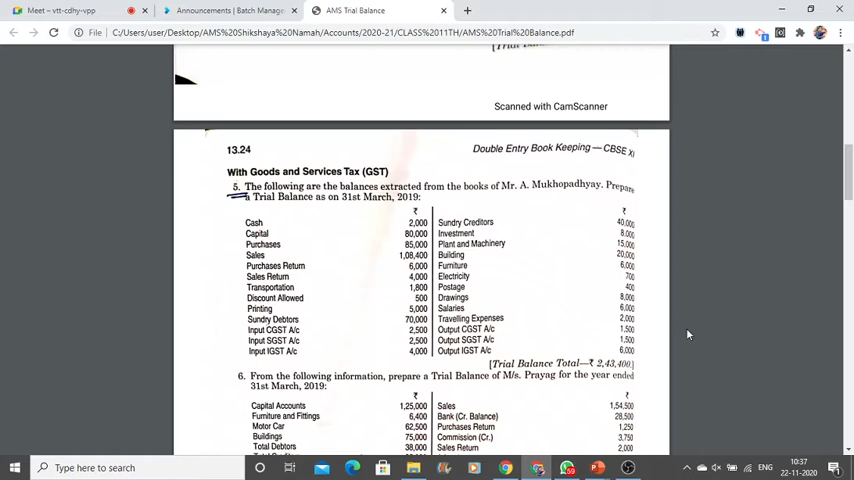 Meet – vtt-cdhy-vpp
Announcements | Batch Manage
AMS Trial Balance
File | C:/Users/user/Desktop/AMS%20Shikshaya%20Namah/Accounts/2020-21/CLASS%2011TH/AMS%20Trial%20Balance.pdf
Scanned with CamScanner
13.24
Double Entry Book Keeping — CBSE XI
With Goods and Services Tax (GST)
5. The following are the balances extracted from the books of Mr. A. Mukhopadhyay. Prepare
a Trial Balance as on 31st March, 2019:
₹ ₹
Cash 2,000 Sundry Creditors 40,000
Capital 80,000 Investment 8,000
Purchases 85,000 Plant and Machinery 15,000
Sales 1,08,400 Building 20,000
Purchases Return 6,000 Furniture 6,000
Sales Return 4,000 Electricity 700
Transportation 1,800 Postage 400
Discount Allowed 500 Drawings 8,000
Printing 5,000 Salaries 6,000
Sundry Debtors 70,000 Travelling Expenses 2,000
Input CGST A/c 2,500 Output CGST A/c 1,500
Input SGST A/c 2,500 Output SGST A/c 1,500
Input IGST A/c 4,000 Output IGST A/c 6,000
[Trial Balance Total—₹ 2,43,400.]
6. From the following information, prepare a Trial Balance of M/s. Prayag for the year ended
31st March, 2019:
₹ ₹
Capital Accounts 1,25,000 Sales 1,54,500
Furniture and Fittings 6,400 Bank (Cr. Balance) 28,500
Motor Car 62,500 Purchases Return 1,250
Buildings 75,000 Commission (Cr.) 3,750
Total Debtors 38,000 Sales Return 2,000
Type here to search
59
ENG
10:37
22-11-2020